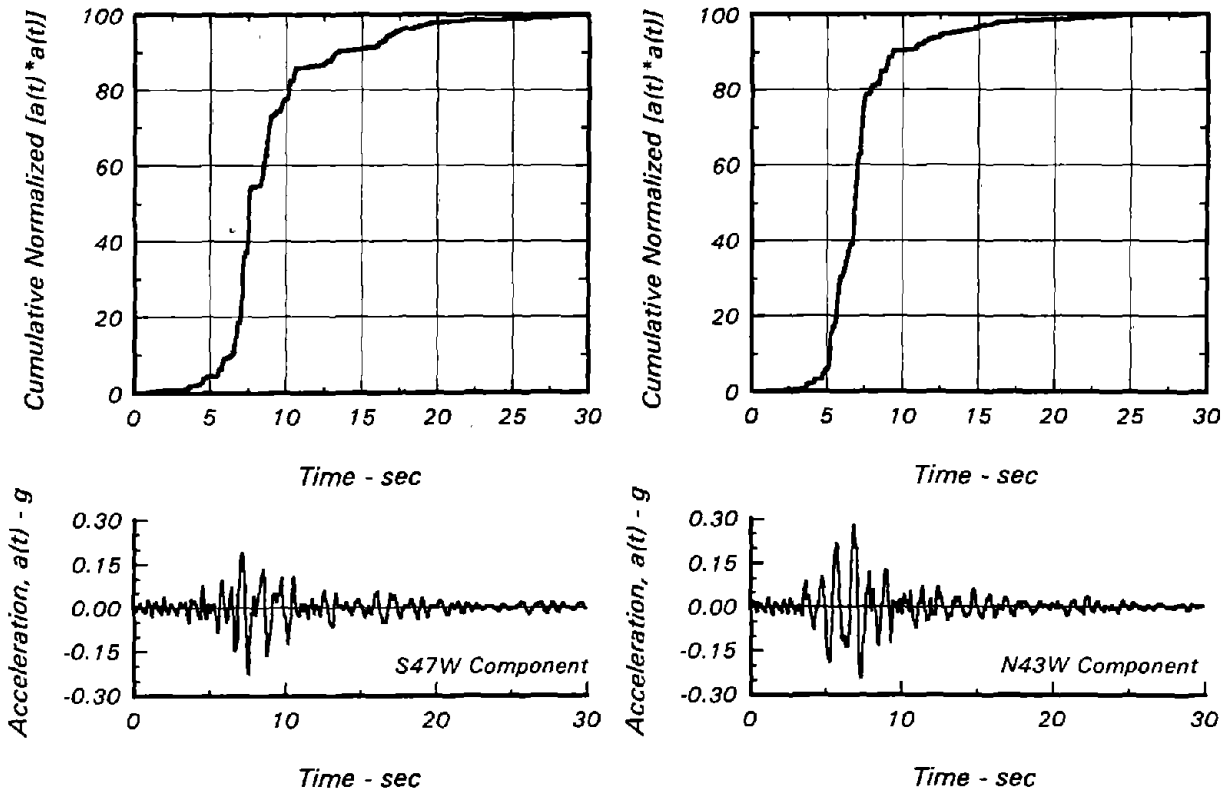 Cumulative Normalized [a(t)*a(t)]
100
80
60
40
20
0
0 5 10 15 20 25 30
Time - sec
Cumulative Normalized [a(t)*a(t)]
100
80
60
40
20
0
0 5 10 15 20 25 30
Time - sec
Acceleration, a(t) - g
0.30
0.15
0.00
-0.15
-0.30
S47W Component
0 10 20 30
Time - sec
Acceleration, a(t) - g
0.30
0.15
0.00
-0.15
-0.30
N43W Component
0 10 20 30
Time - sec